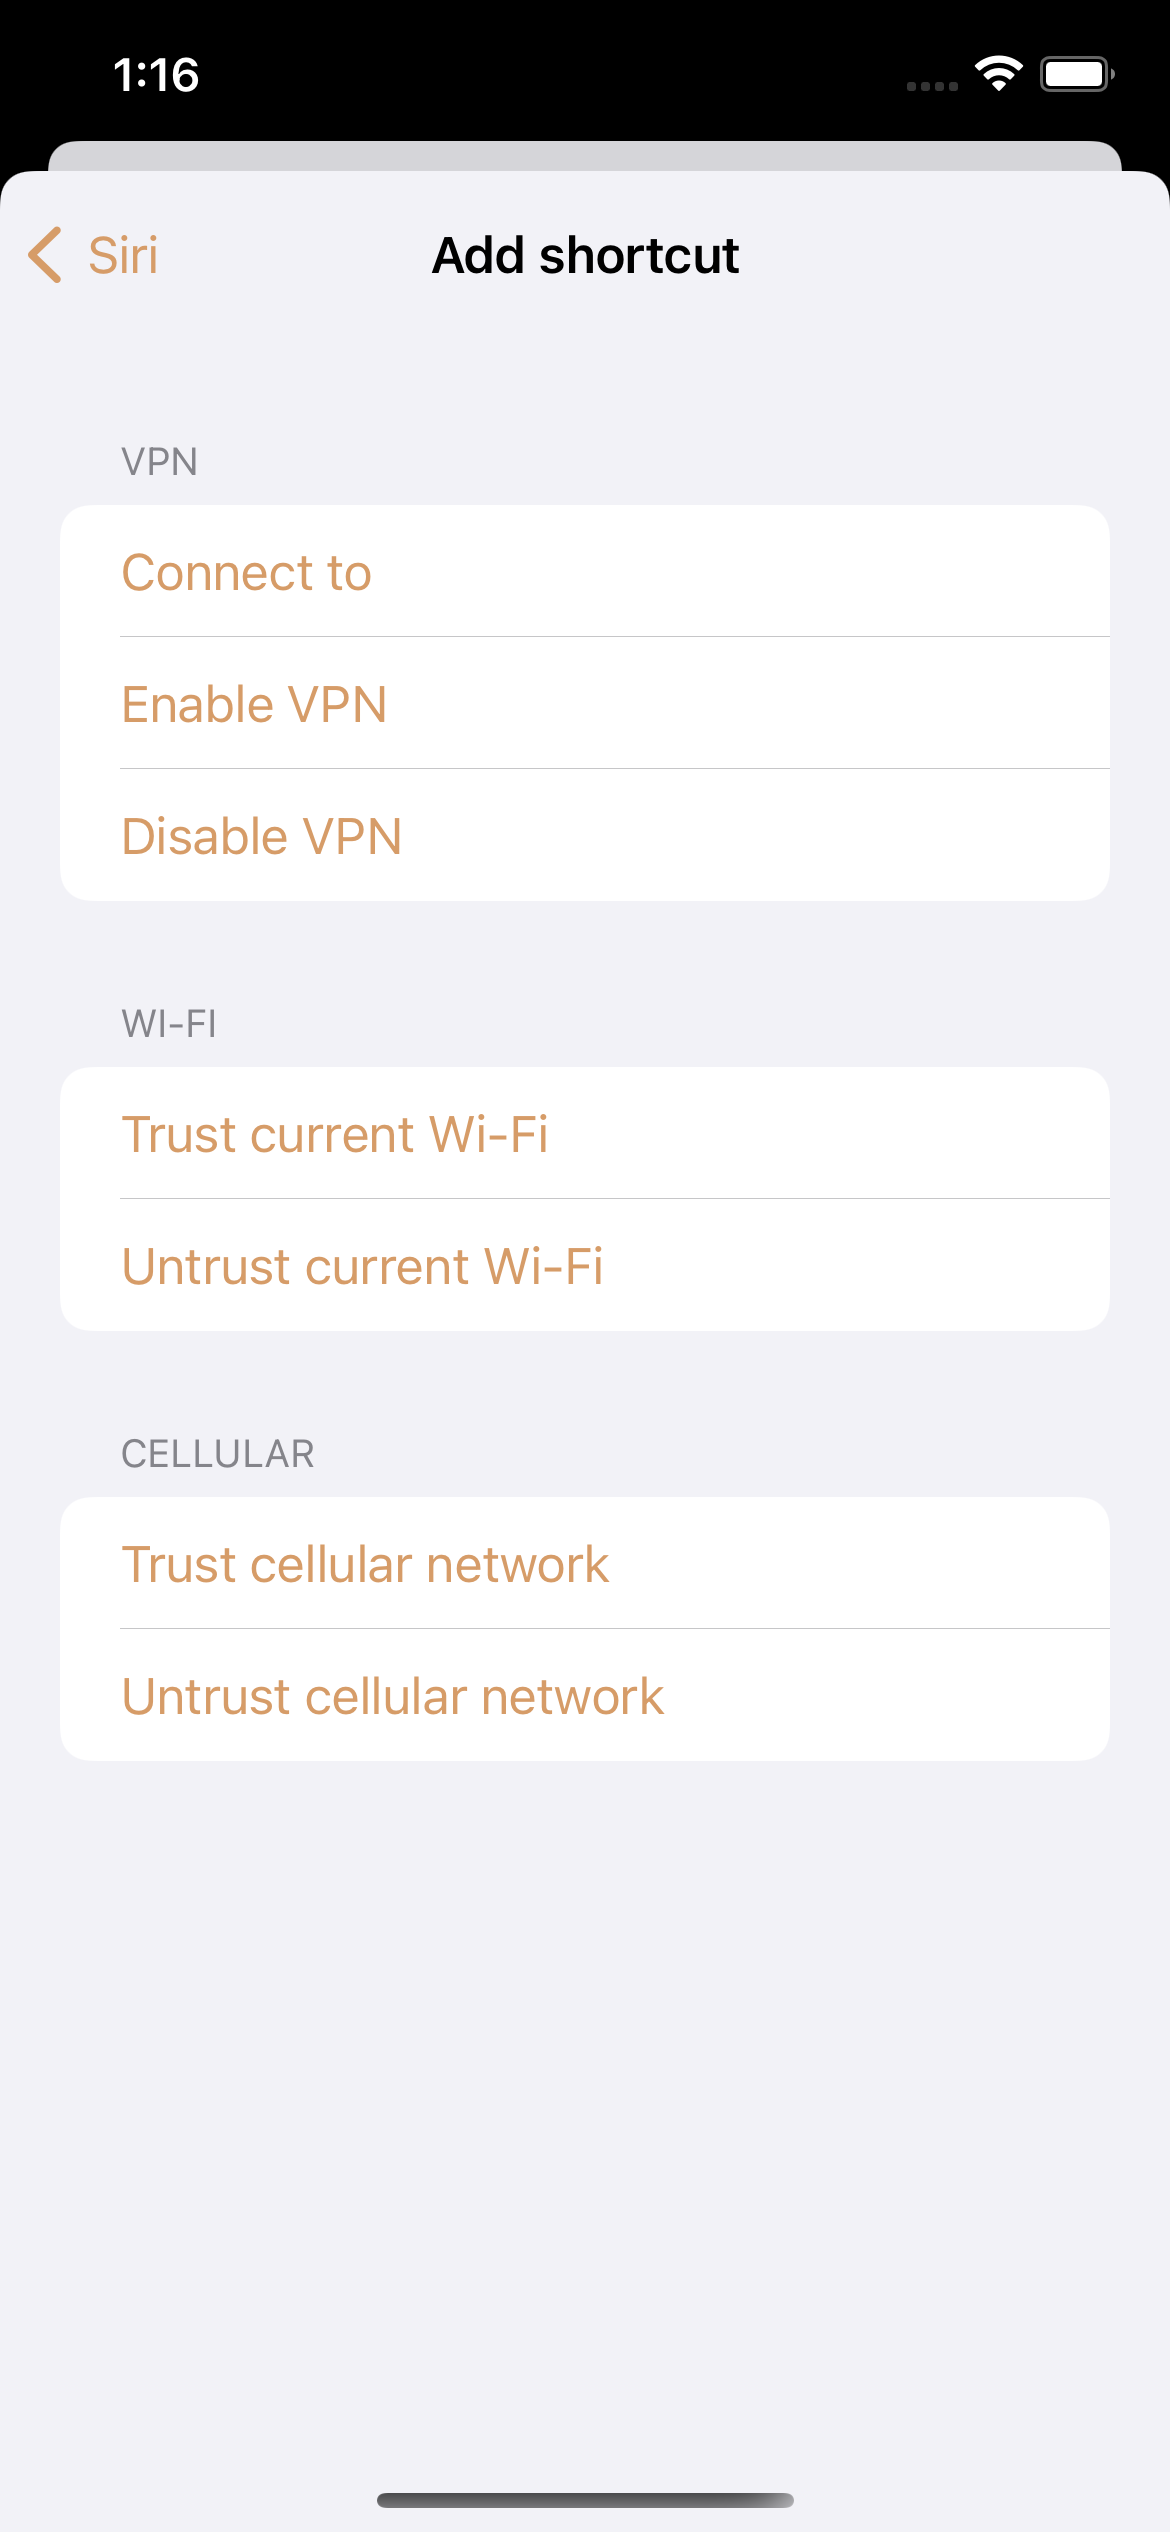 1:16
Siri
Add shortcut
VPN
Connect to
Enable VPN
Disable VPN
WI-FI
Trust current Wi-Fi
Untrust current Wi-Fi
CELLULAR
Trust cellular network
Untrust cellular network